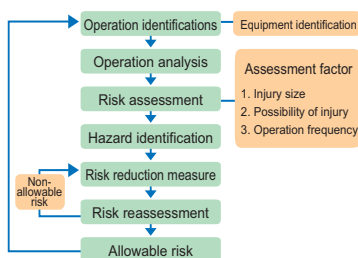 Operation identifications
Equipment identification
Operation analysis
Risk assessment
Assessment factor
1. Injury size
2. Possibility of injury
3. Operation frequency
Hazard identification
Risk reduction measure
Non-
allowable
risk
Risk reassessment
Allowable risk